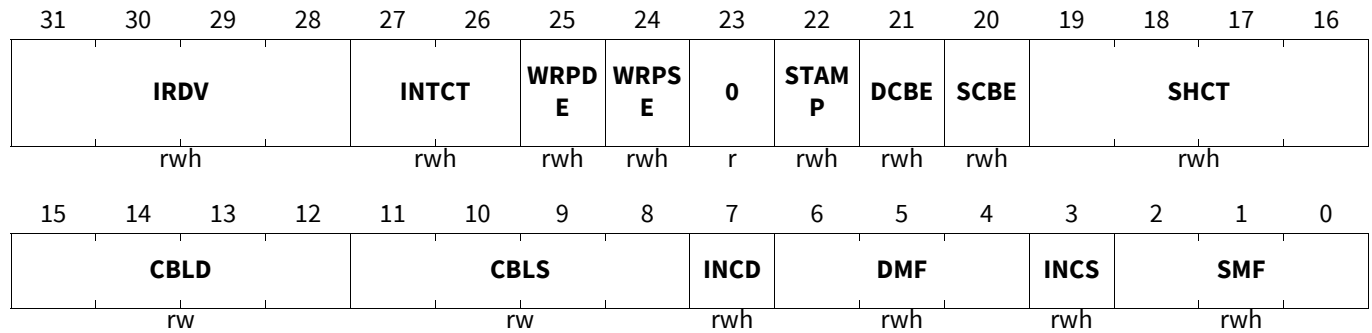 31 30 29 28 27 26 25 24 23 22 21 20 19 18 17 16
IRDV INTCT WRPD E WRPS E 0 STAM P DCBE SCBE SHCT
rwh rwh rwh rwh r rwh rwh rwh rwh
15 14 13 12 11 10 9 8 7 6 5 4 3 2 1 0
CBLD CBLS INCD DMF INCS SMF
rw rw rwh rwh rwh rwh